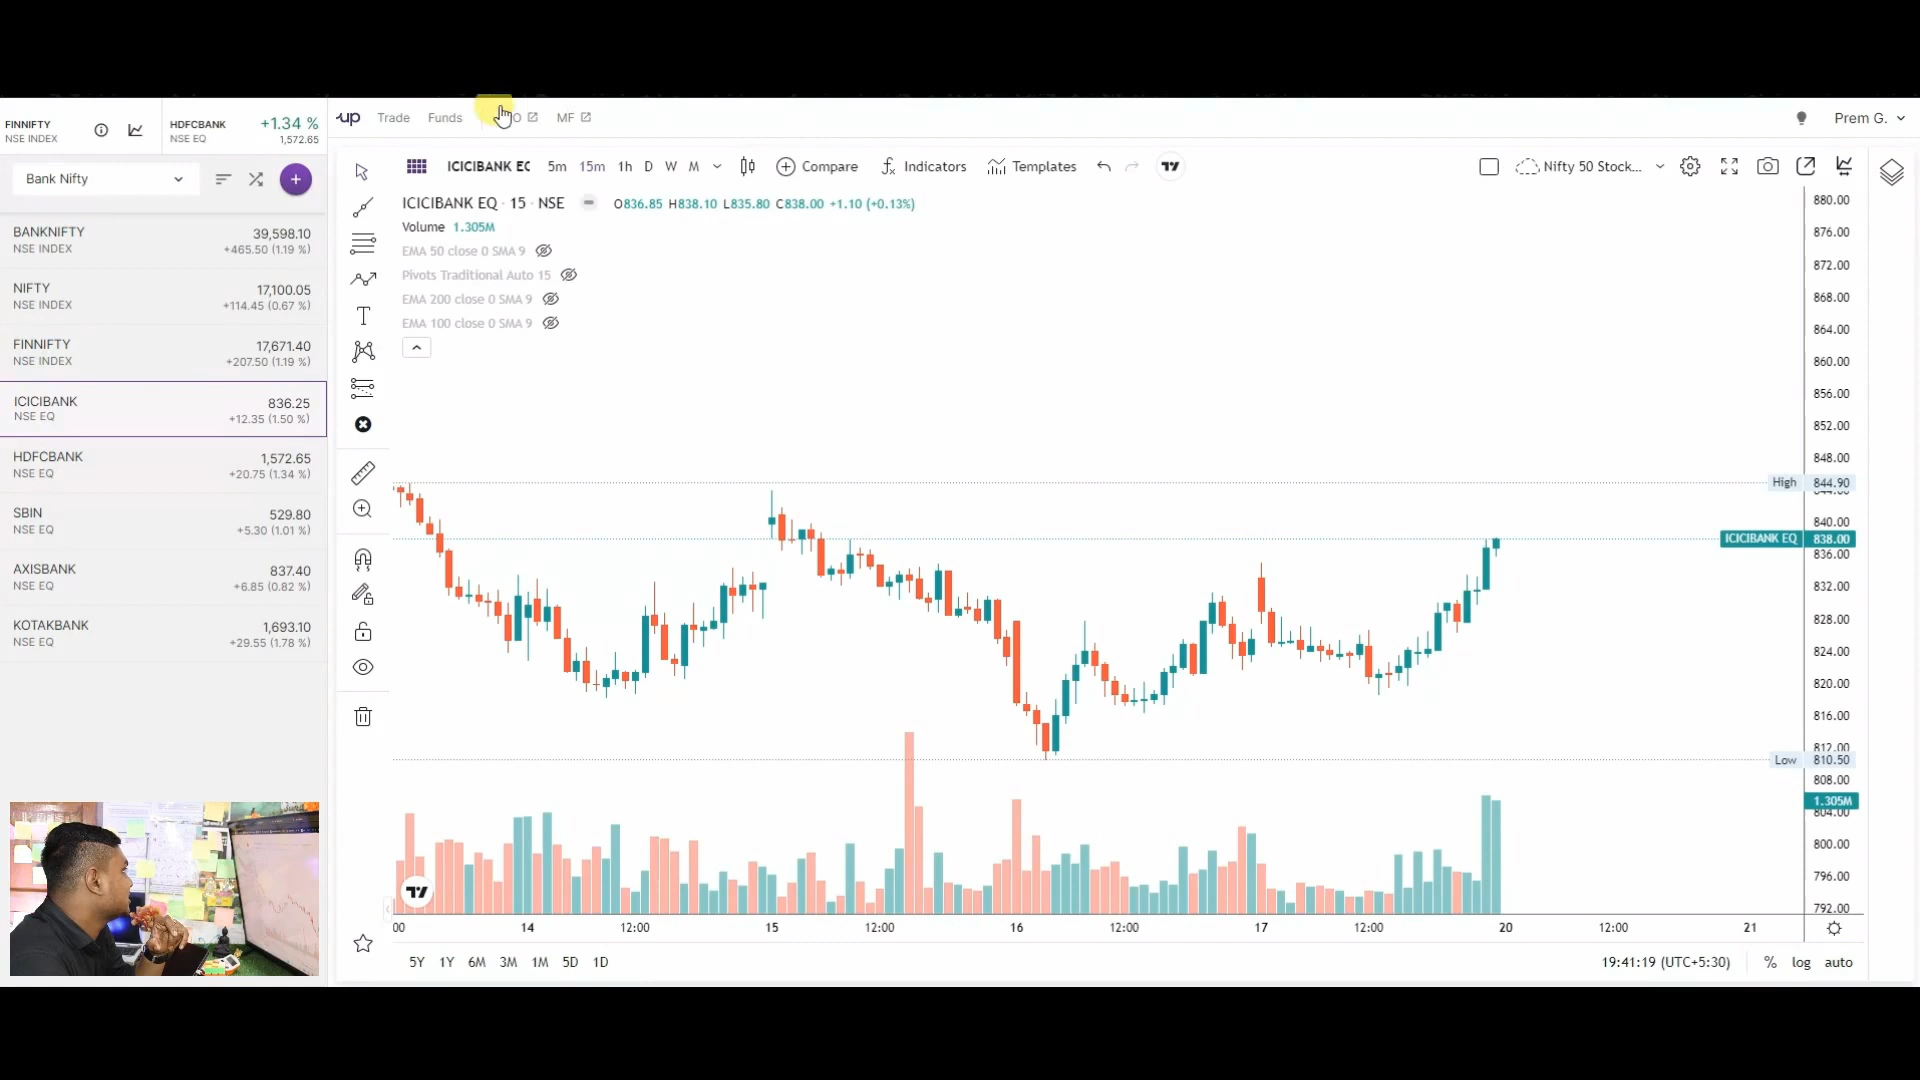 FINNIFTY
NSE INDEX
HDFCBANK
NSE EQ
+1.34 %
1,572.65
up
Trade
Funds
O
MF
Prem G.
Bank Nifty
BANKNIFTY 39,598.10
NSE INDEX +465.50 (1.19 %)
NIFTY 17,100.05
NSE INDEX +114.45 (0.67 %)
FINNIFTY 17,671.40
NSE INDEX +207.50 (1.19 %)
ICICIBANK 836.25
NSE EQ +12.35 (1.50 %)
HDFCBANK 1,572.65
NSE EQ +20.75 (1.34 %)
SBIN 529.80
NSE EQ +5.30 (1.01 %)
AXISBANK 837.40
NSE EQ +6.85 (0.82 %)
KOTAKBANK 1,693.10
NSE EQ +29.55 (1.78 %)
ICICIBANK EQ 5m 15m 1h D W M Compare Indicators Templates Nifty 50 Stock...
ICICIBANK EQ · 15 · NSE O836.85 H838.10 L835.80 C838.00 +1.10 (+0.13%)
Volume 1.305M
EMA 50 close 0 SMA 9
Pivots Traditional Auto 15
EMA 200 close 0 SMA 9
EMA 100 close 0 SMA 9
880.00
876.00
872.00
868.00
864.00
860.00
856.00
852.00
848.00
High 844.90
844.00
840.00
ICICIBANK EQ 838.00
836.00
832.00
828.00
824.00
820.00
816.00
812.00
Low 810.50
808.00
1.305M
804.00
800.00
796.00
792.00
00 14 12:00 15 12:00 16 12:00 17 12:00 20 12:00 21
5Y 1Y 6M 3M 1M 5D 1D
19:41:19 (UTC+5:30) % log auto